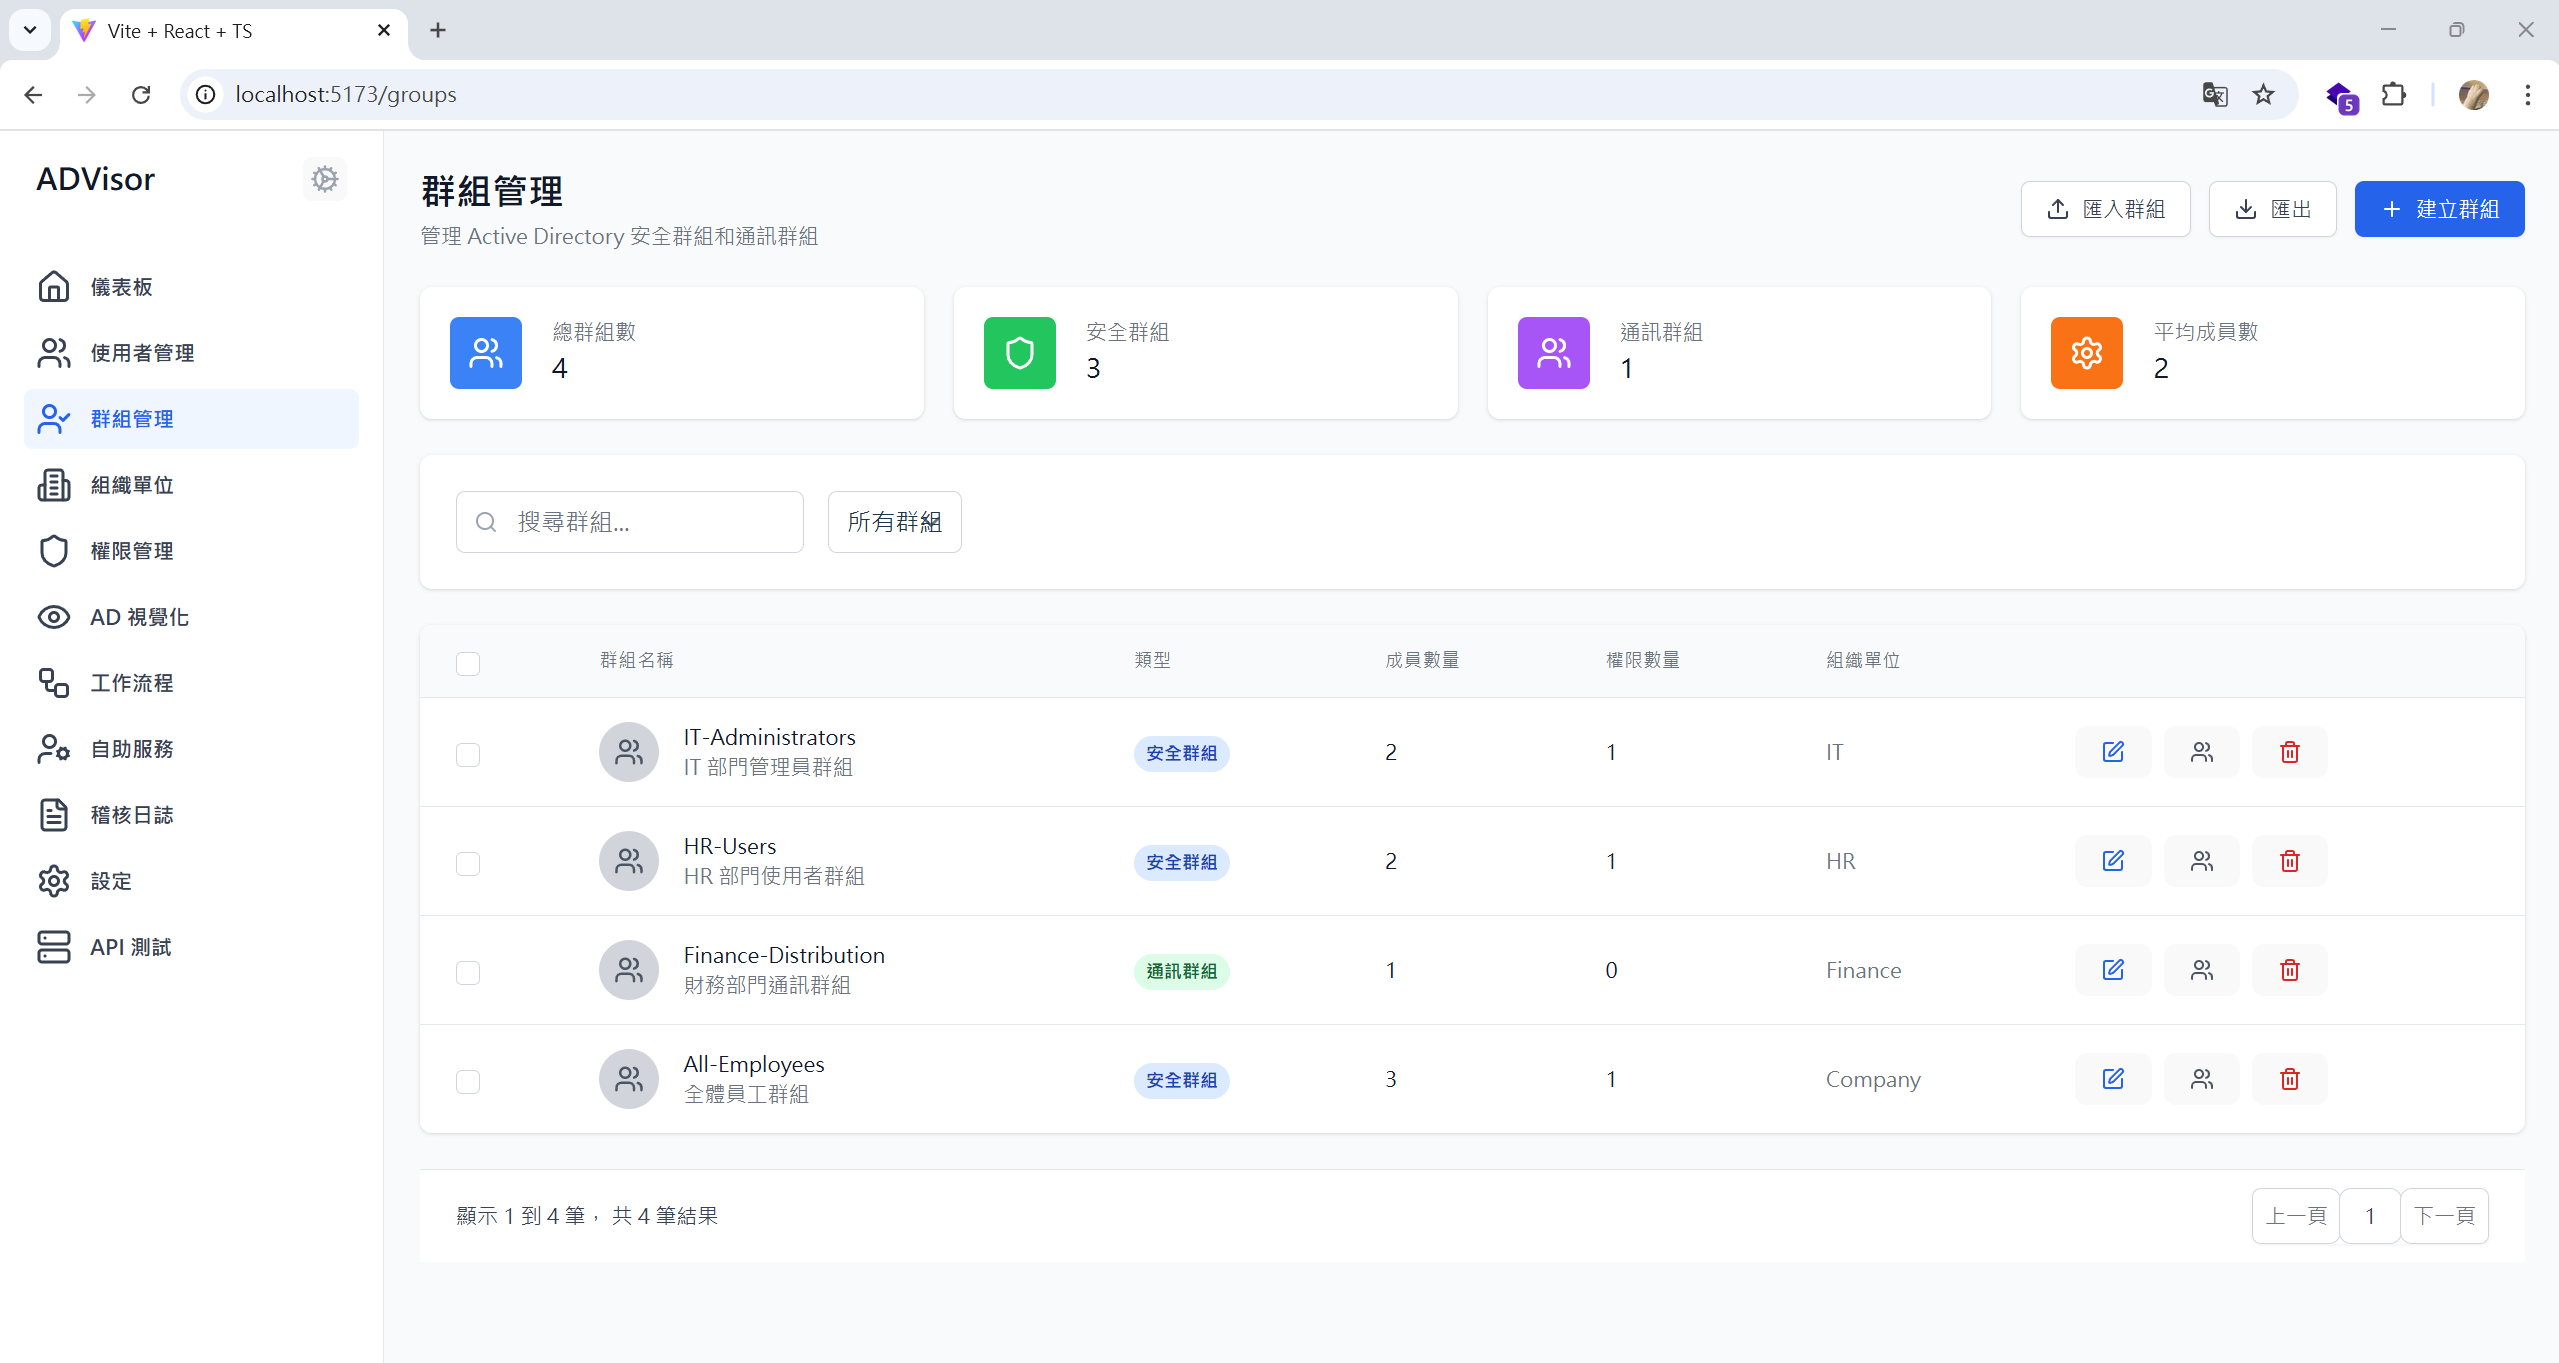 Vite + React + TS
localhost:5173/groups
5
ADVisor
儀表板
使用者管理
群組管理
組織單位
權限管理
AD 視覺化
工作流程
自助服務
稽核日誌
設定
API 測試
群組管理
管理 Active Directory 安全群組和通訊群組
匯入群組
匯出
建立群組
總群組數
4
安全群組
3
通訊群組
1
平均成員數
2
搜尋群組...
所有群組
群組名稱 類型 成員數量 權限數量 組織單位
IT-Administrators
IT 部門管理員群組
安全群組 2 1 IT
HR-Users
HR 部門使用者群組
安全群組 2 1 HR
Finance-Distribution
財務部門通訊群組
通訊群組 1 0 Finance
All-Employees
全體員工群組
安全群組 3 1 Company
顯示 1 到 4 筆， 共 4 筆結果
上一頁 1 下一頁